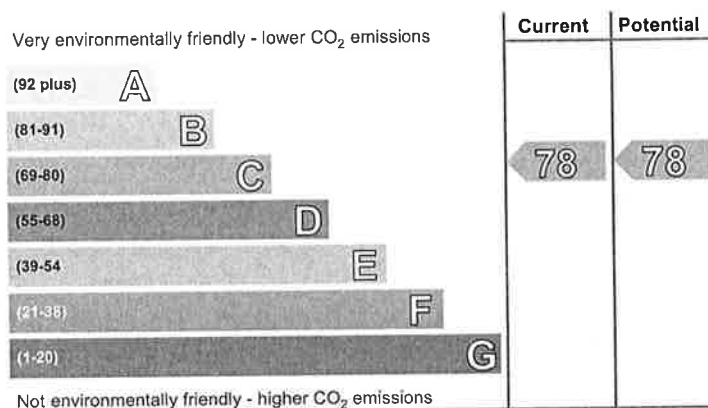 Current Potential
Very environmentally friendly - lower CO₂ emissions
(92 plus) A
(81-91) B
(69-80) C 78 78
(55-68) D
(39-54 E
(21-38) F
(1-20) G
Not environmentally friendly - higher CO₂ emissions